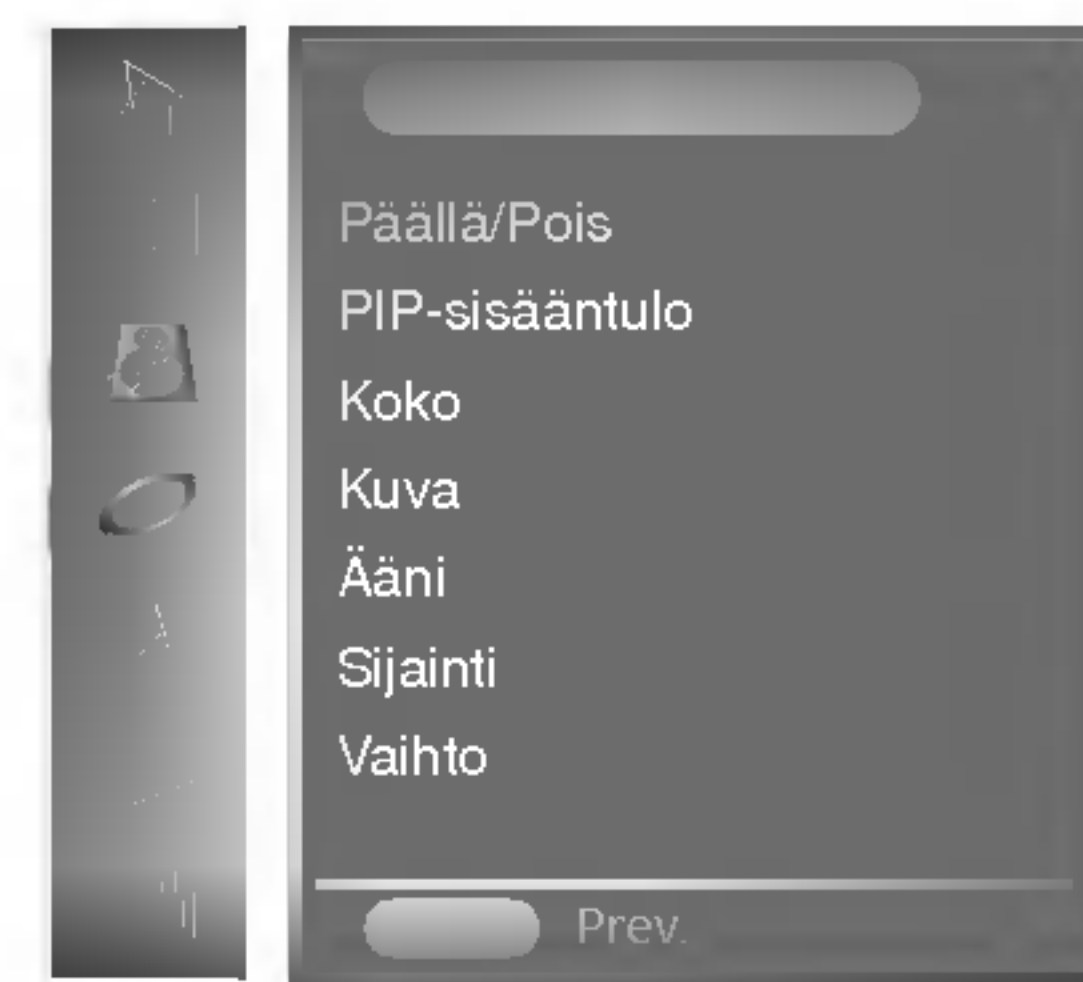 Päällä/Pois
PIP-sisääntulo
Koko
Kuva
Ääni
Sijainti
Vaihto
Prev.